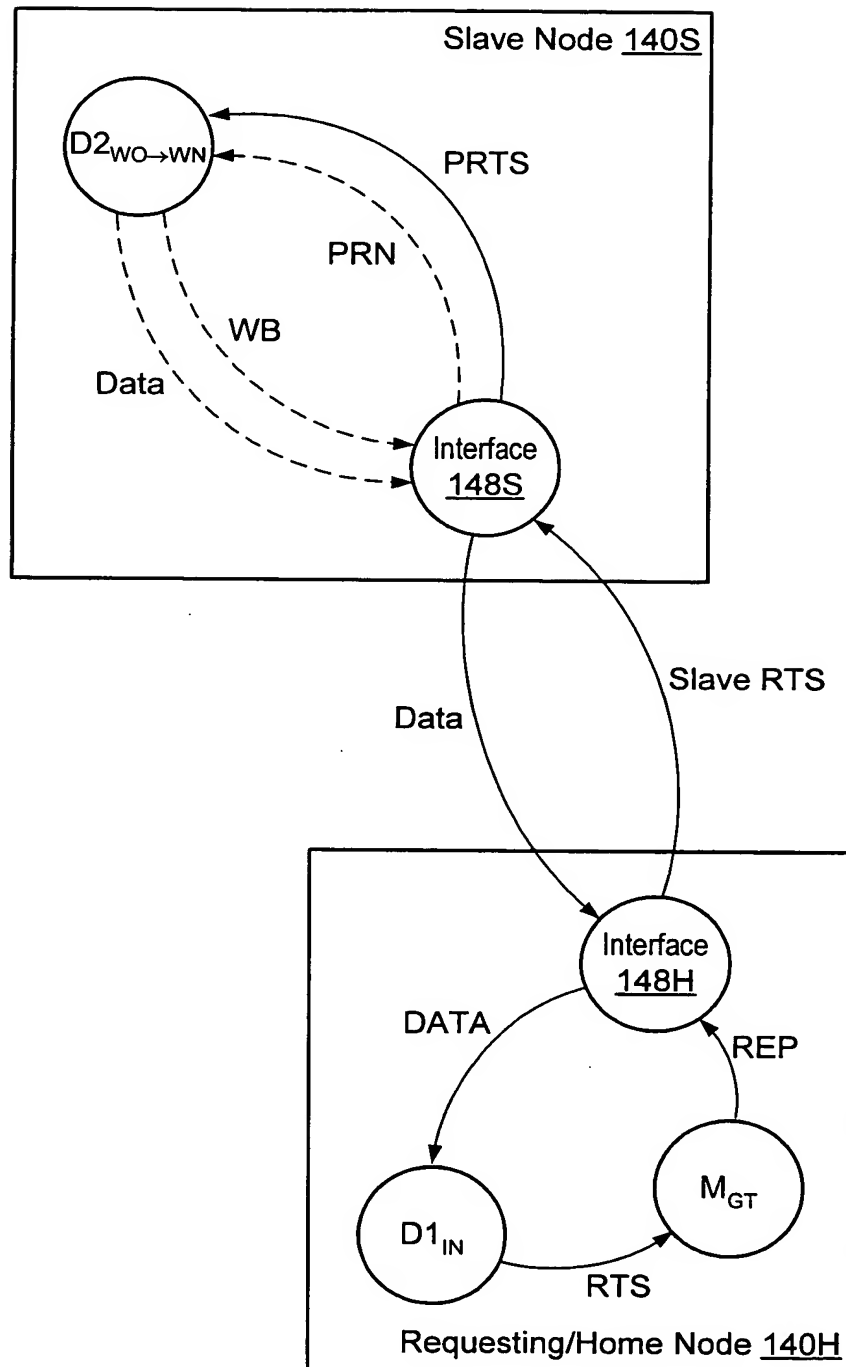 Slave Node 140S
D2WO→WN
PRTS
PRN
WB
Data
Interface
148S
Slave RTS
Data
Interface
148H
DATA
REP
MGT
D1IN
RTS
Requesting/Home Node 140H